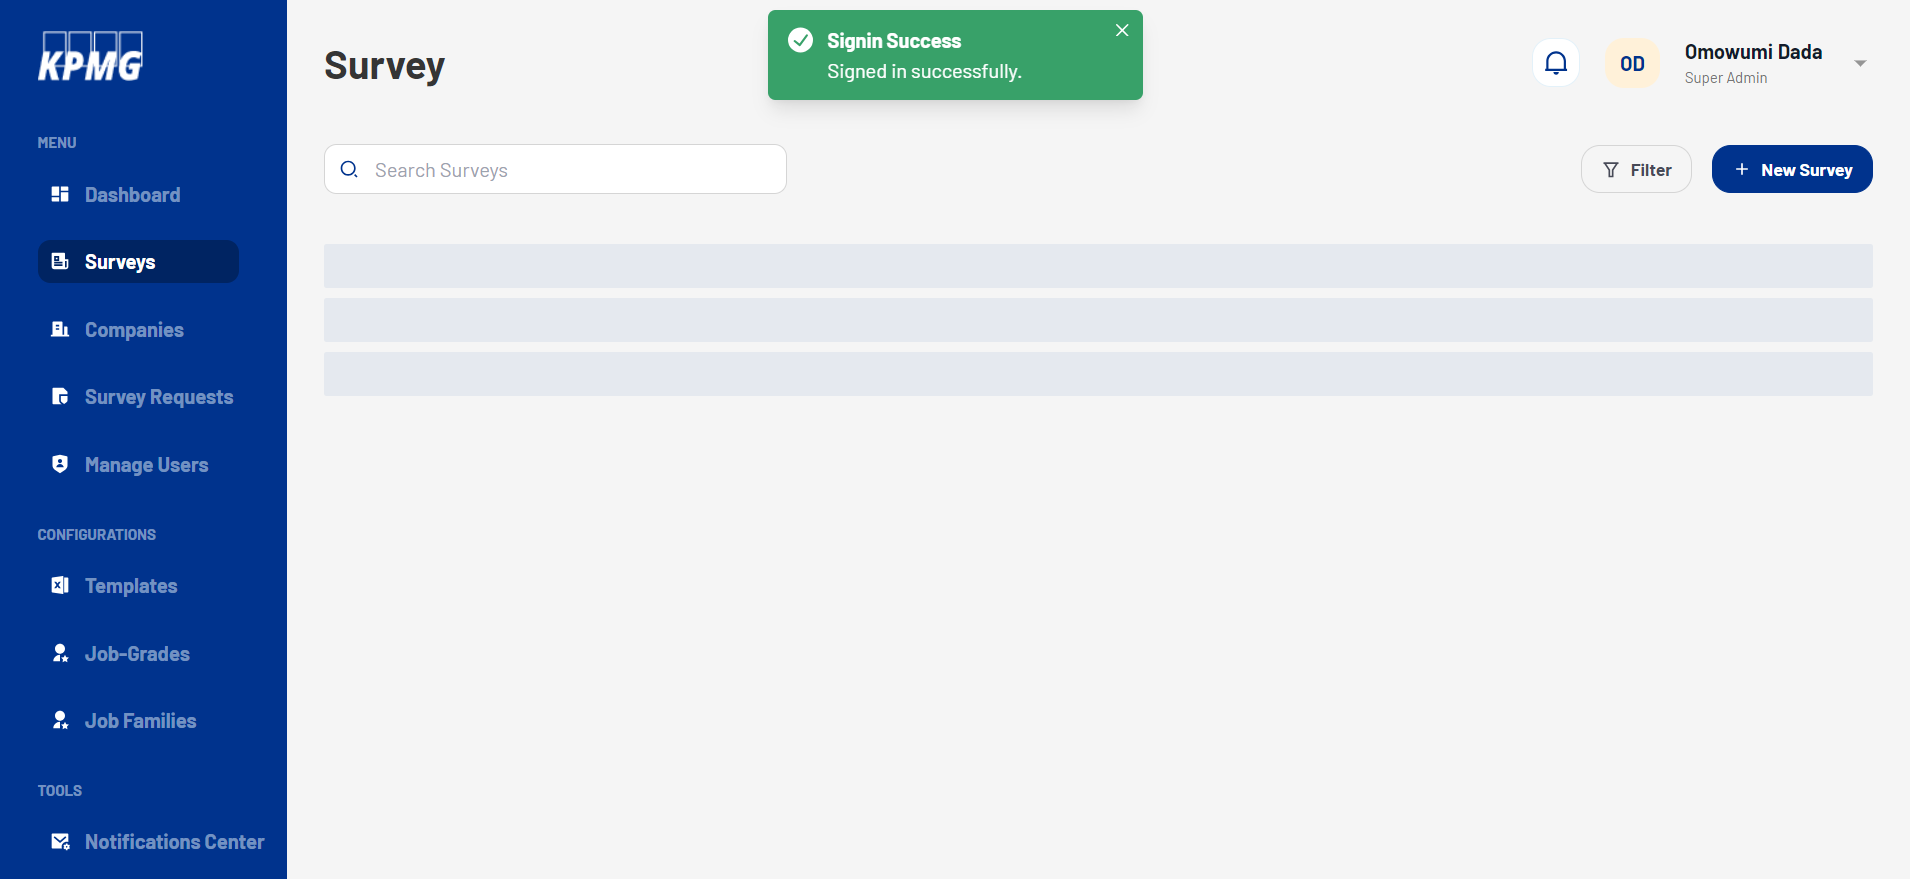 KPMG
MENU
Dashboard
Surveys
Companies
Survey Requests
Manage Users
CONFIGURATIONS
Templates
Job-Grades
Job Families
TOOLS
Notifications Center
Survey
Signin Success
Signed in successfully.
OD
Omowumi Dada
Super Admin
Search Surveys
Filter
New Survey